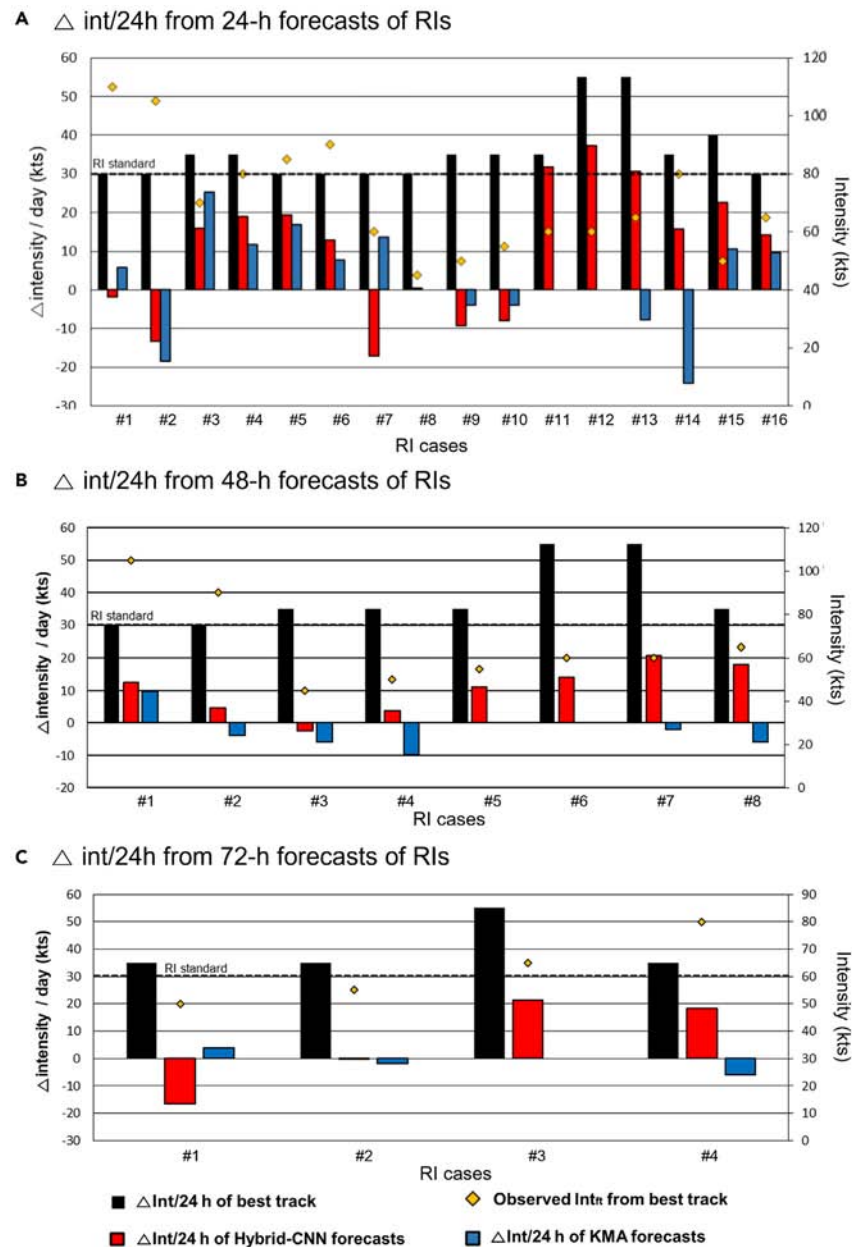 A △ int/24h from 24-h forecasts of RIs
60
50
40
30
20
10
0
-10
-20
-30
120
100
80
60
40
20
0
△intensity / day (kts)
Intensity (kts)
RI standard
#1 #2 #3 #4 #5 #6 #7 #8 #9 #10 #11 #12 #13 #14 #15 #16
RI cases
B △ int/24h from 48-h forecasts of RIs
60
50
40
30
20
10
0
-10
-20
120
100
80
60
40
20
0
△intensity / day (kts)
Intensity (kts)
RI standard
#1 #2 #3 #4 #5 #6 #7 #8
RI cases
C △ int/24h from 72-h forecasts of RIs
60
50
40
30
20
10
0
-10
-20
-30
90
80
70
60
50
40
30
20
10
0
△intensity / day (kts)
Intensity (kts)
RI standard
#1 #2 #3 #4
RI cases
△Int/24 h of best track
Observed Int from best track
△Int/24 h of Hybrid-CNN forecasts
△Int/24 h of KMA forecasts